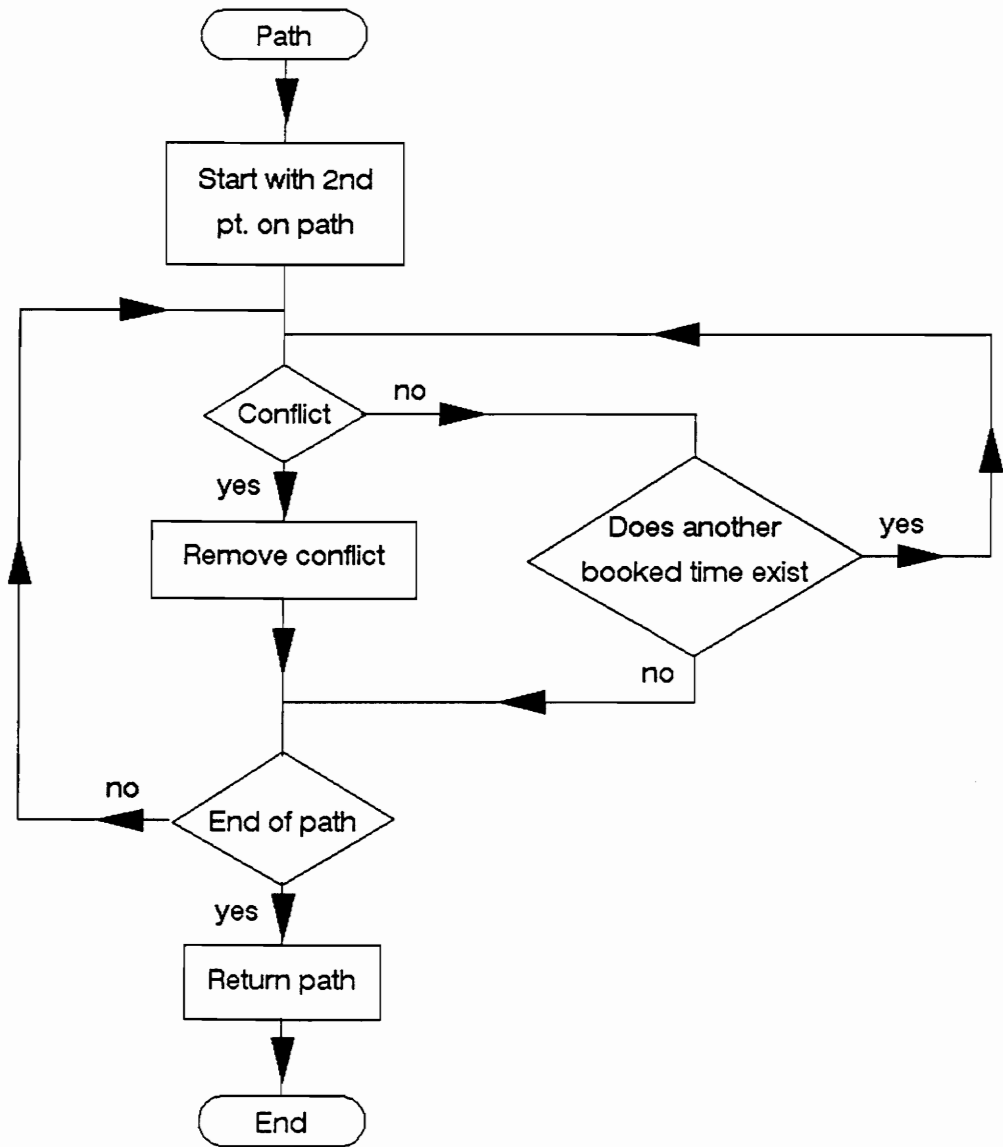 Path
Start with 2nd
pt. on path
Conflict
no
yes
Remove conflict
Does another
booked time exist
yes
no
End of path
no
yes
Return path
End